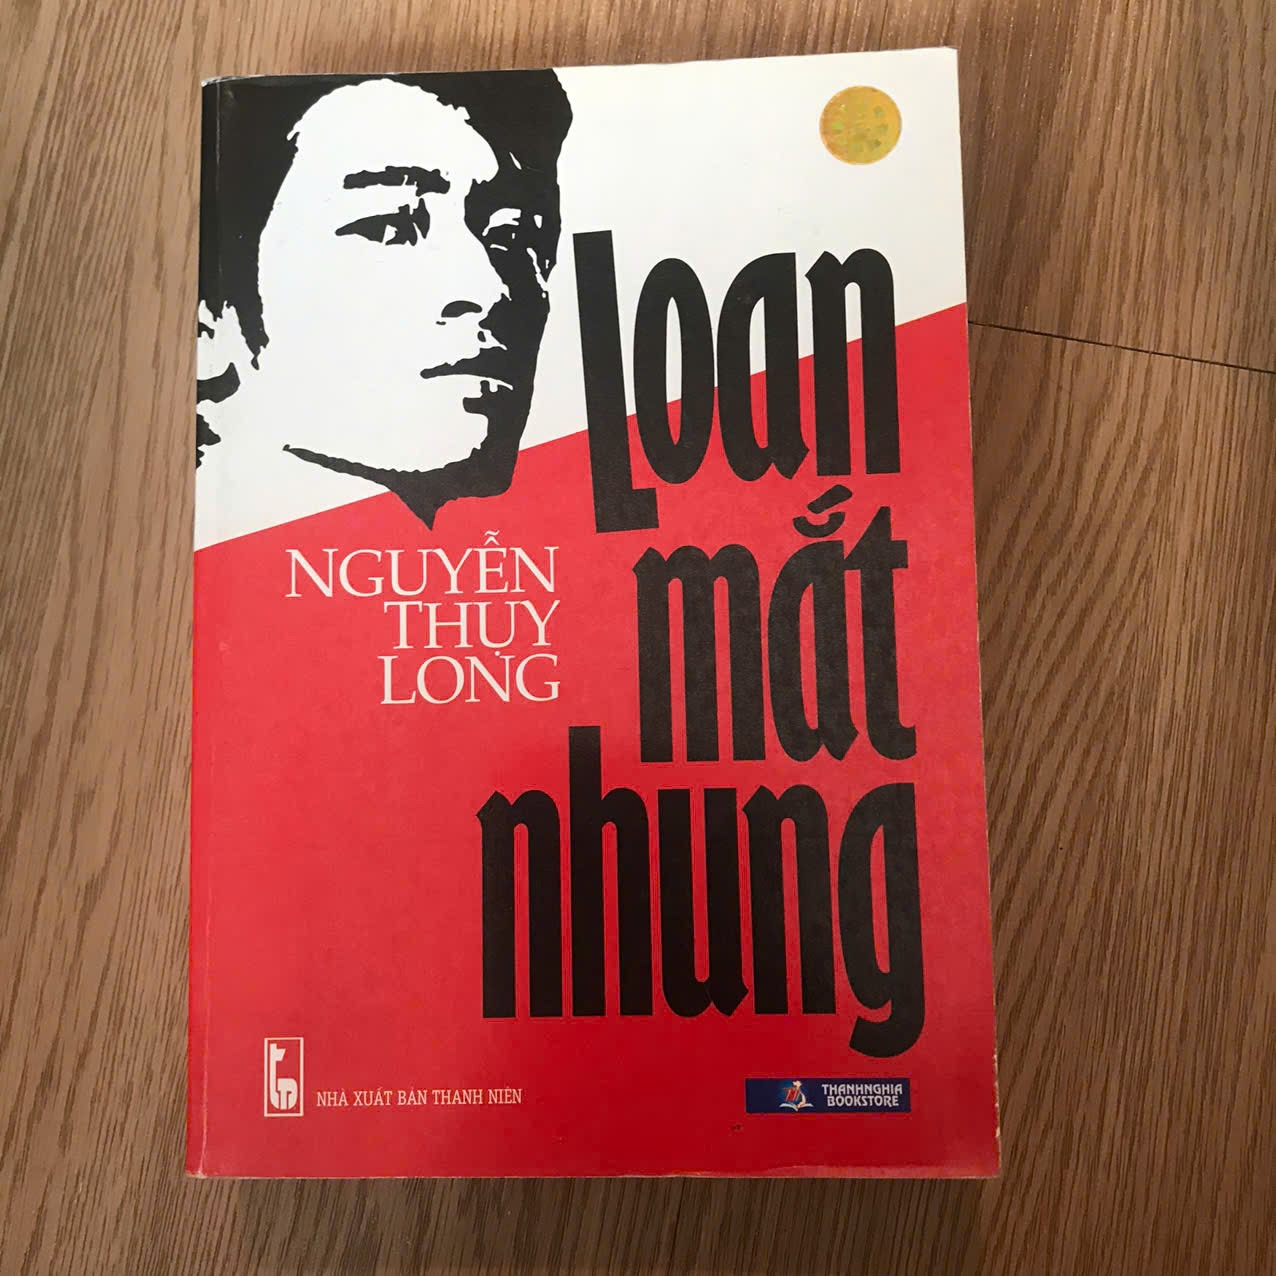 Loan
mắt
nhung
NGUYỄN
THỤY
LONG
NHÀ XUẤT BẢN THANH NIÊN
THANHNGHIA
BOOKSTORE